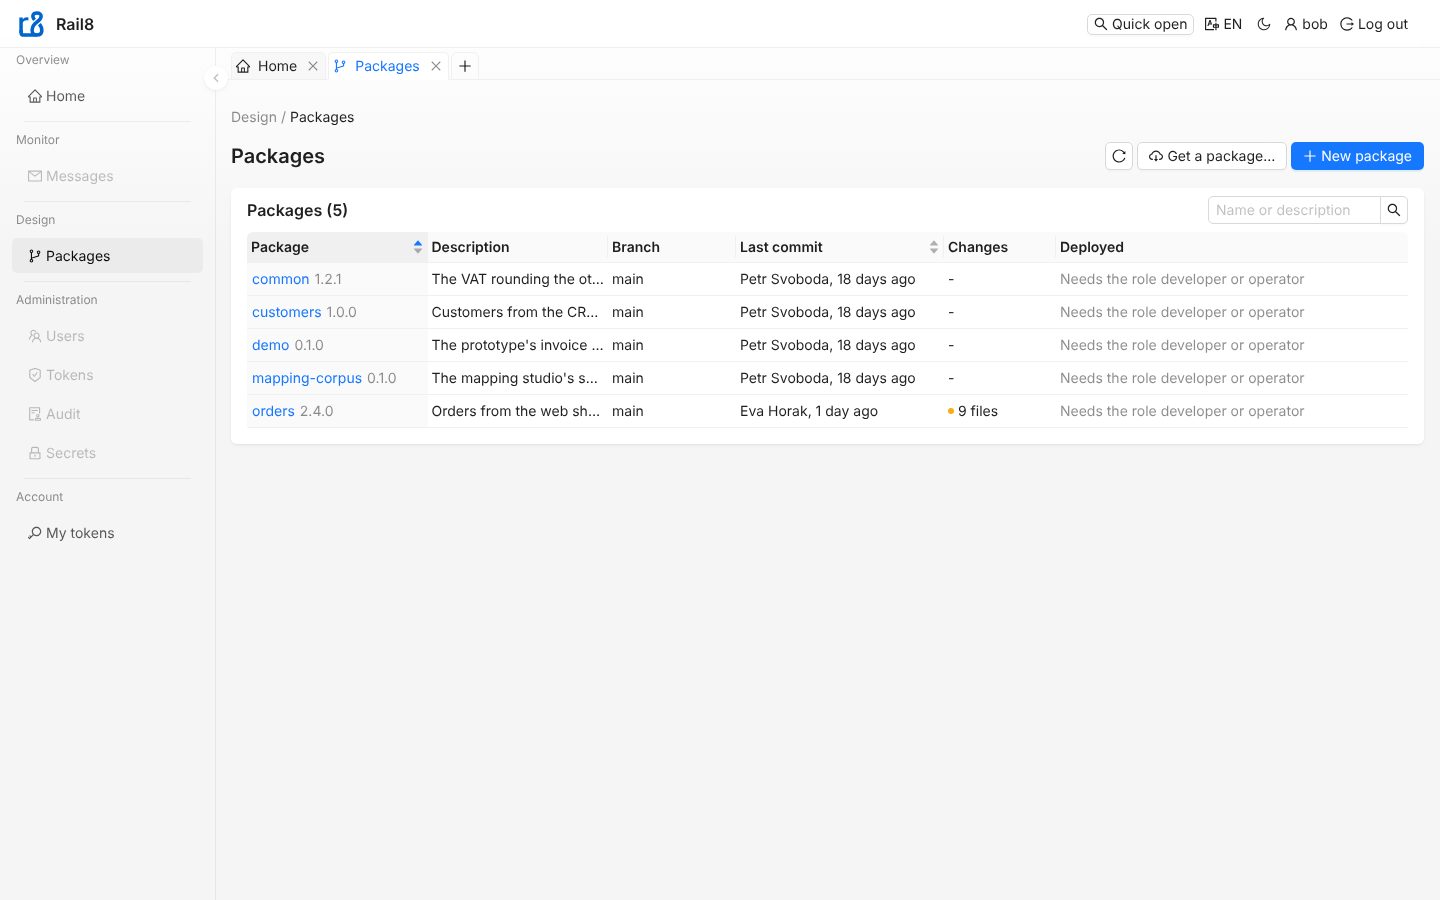 Rail8
Quick open
EN
bob
Log out
Overview
Home
Monitor
Messages
Design
Packages
Administration
Users
Tokens
Audit
Secrets
Account
My tokens
Home
Packages
Design / Packages
Packages
Get a package...
New package
Packages (5)
Name or description
Package Description Branch Last commit Changes Deployed
common 1.2.1 The VAT rounding the ot... main Petr Svoboda, 18 days ago - Needs the role developer or operator
customers 1.0.0 Customers from the CR... main Petr Svoboda, 18 days ago - Needs the role developer or operator
demo 0.1.0 The prototype's invoice ... main Petr Svoboda, 18 days ago - Needs the role developer or operator
mapping-corpus 0.1.0 The mapping studio's s... main Petr Svoboda, 18 days ago - Needs the role developer or operator
orders 2.4.0 Orders from the web sh... main Eva Horak, 1 day ago 9 files Needs the role developer or operator